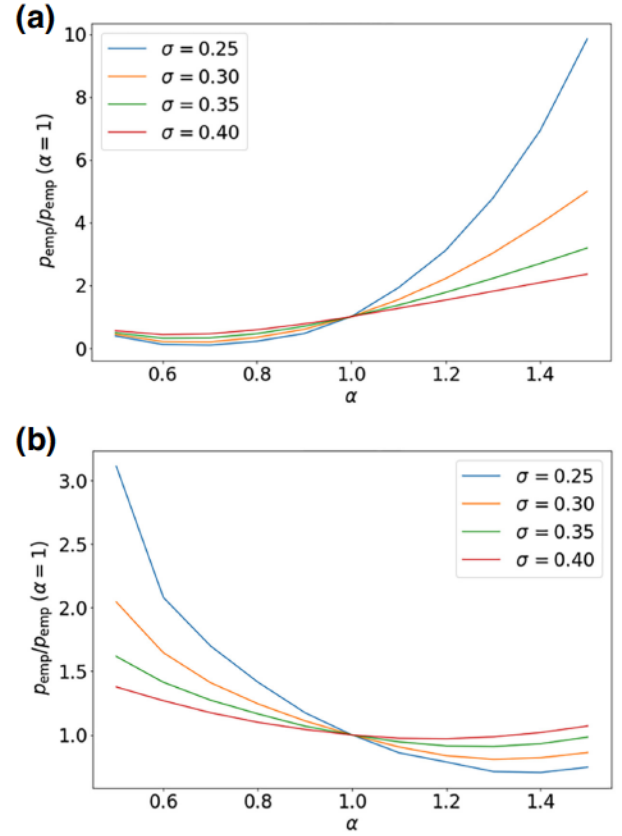 (a)
10
8
6
4
2
0
p_emp/p_emp (α = 1)
σ = 0.25
σ = 0.30
σ = 0.35
σ = 0.40
0.6 0.8 1.0 1.2 1.4
α
(b)
3.0
2.5
2.0
1.5
1.0
p_emp/p_emp (α = 1)
σ = 0.25
σ = 0.30
σ = 0.35
σ = 0.40
0.6 0.8 1.0 1.2 1.4
α